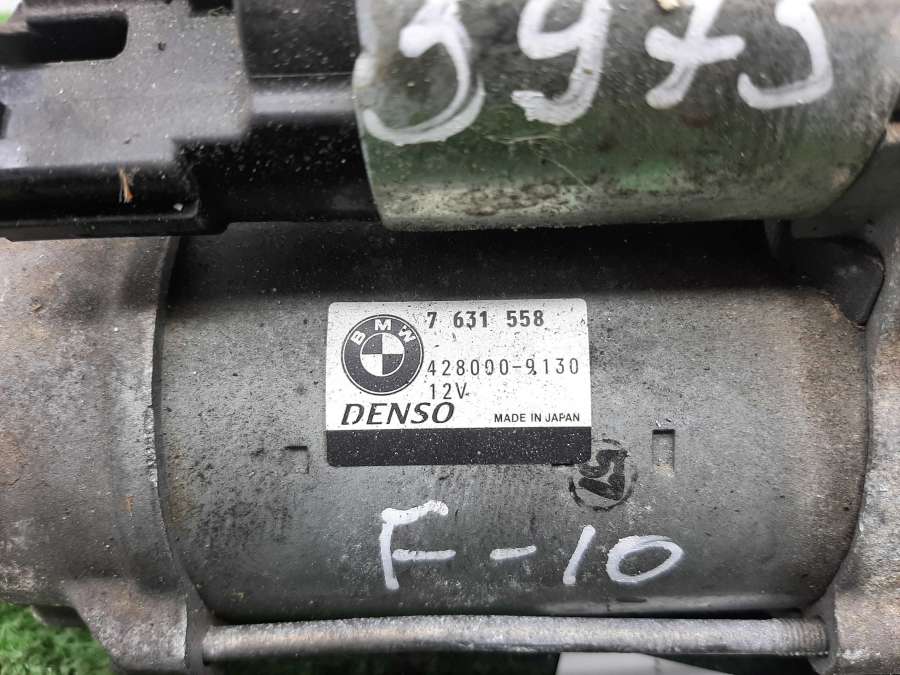 3973
BMW
7 631 558
428000-9130
12V
DENSO
MADE IN JAPAN
F-10